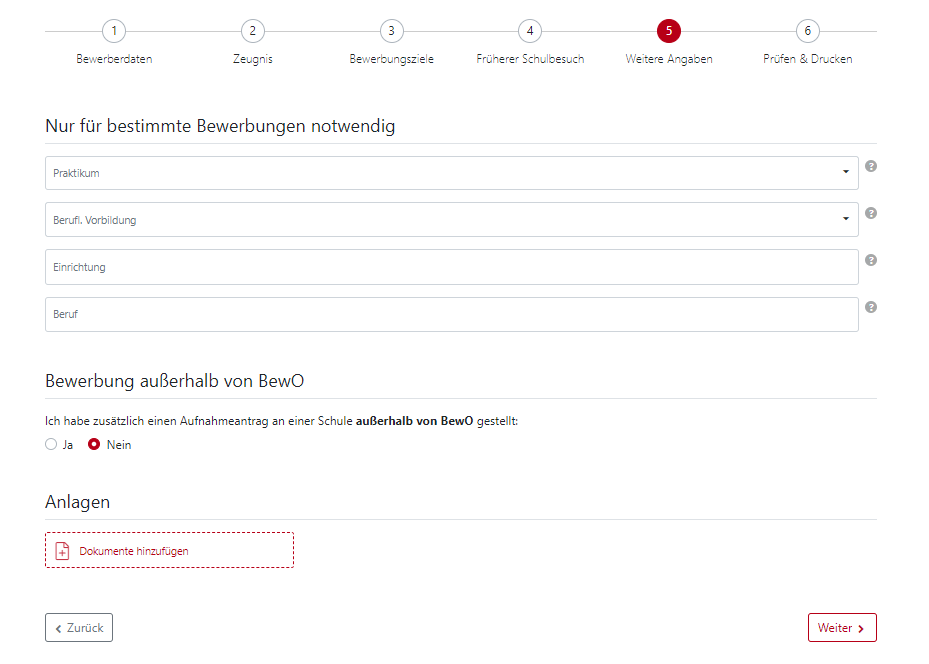 1 2 3 4 5 6
Bewerberdaten Zeugnis Bewerbungsziele Früherer Schulbesuch Weitere Angaben Prüfen & Drucken
Nur für bestimmte Bewerbungen notwendig
Praktikum ?
Berufl. Vorbildung ?
Einrichtung ?
Beruf ?
Bewerbung außerhalb von BewO
Ich habe zusätzlich einen Aufnahmeantrag an einer Schule außerhalb von BewO gestellt:
Ja Nein
Anlagen
Dokumente hinzufügen
Zurück Weiter